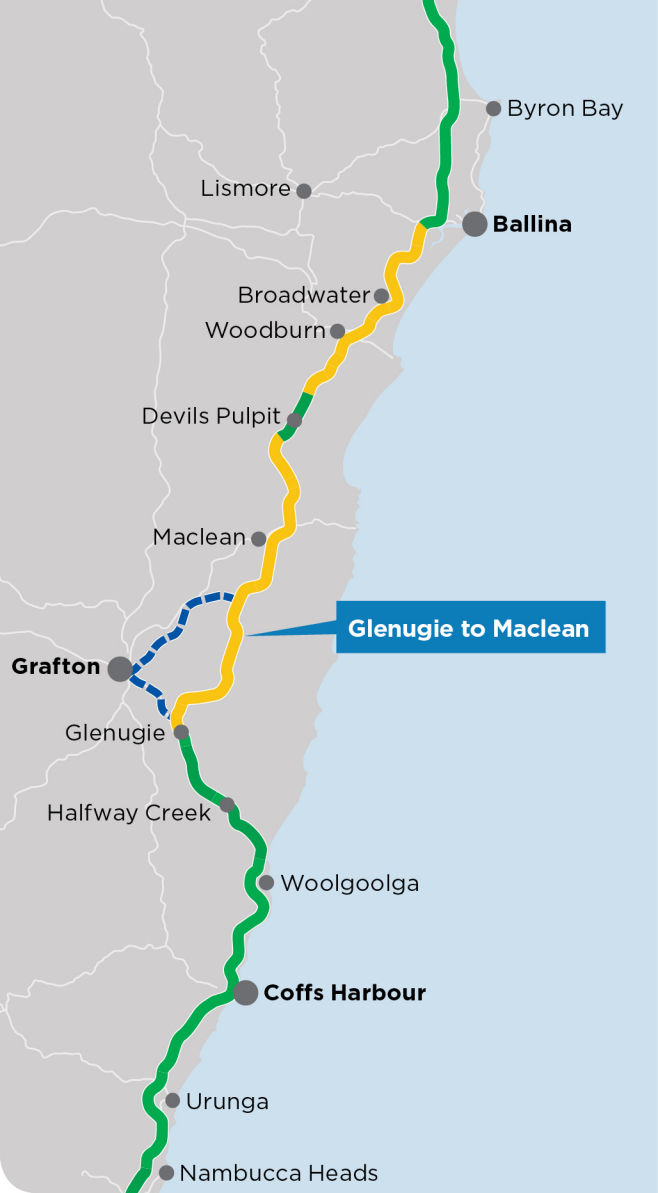 Byron Bay
Lismore
Ballina
Broadwater
Woodburn
Devils Pulpit
Maclean
Glenugie to Maclean
Grafton
Glenugie
Halfway Creek
Woolgoolga
Coffs Harbour
Urunga
Nambucca Heads